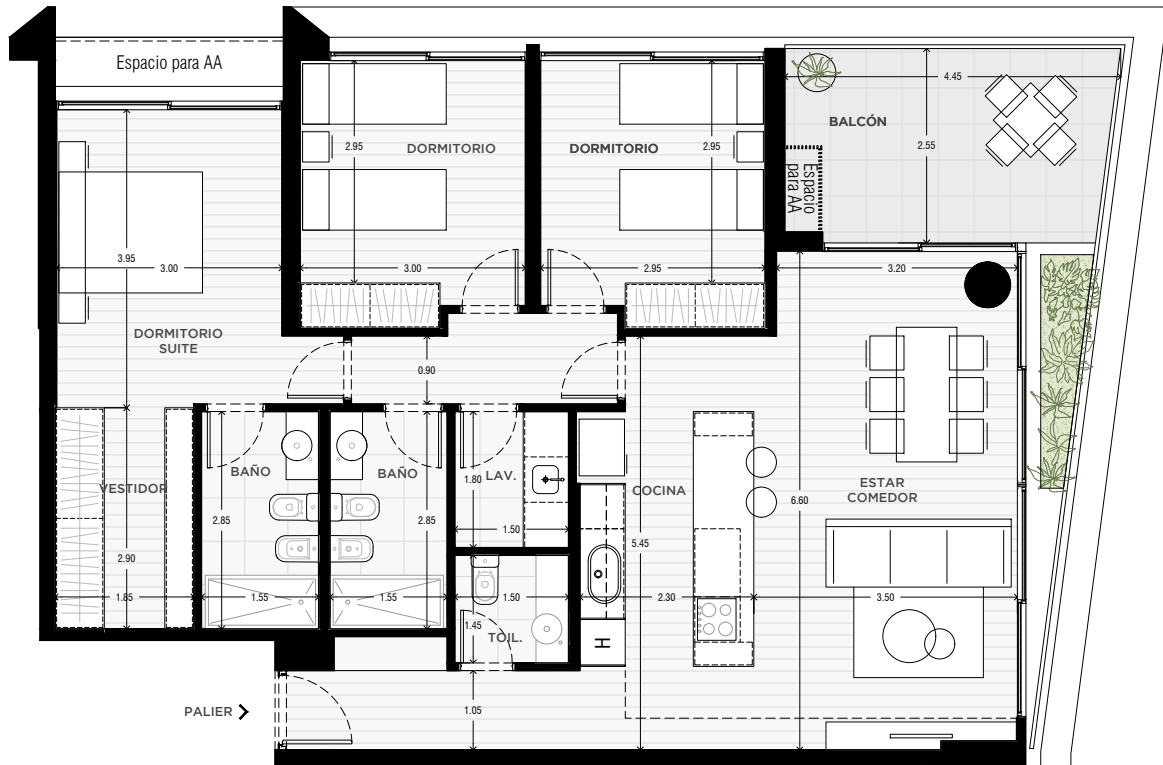 Espacio para AA
4.45
DORMITORIO
DORMITORIO
BALCÓN
2.95
2.95
2.55
Espacio
para AA
3.95
3.00
3.00
2.95
3.20
DORMITORIO
SUITE
0.90
BAÑO
BAÑO
LAV.
COCINA
ESTAR
COMEDOR
VESTIDOR
1.80
6.60
2.85
2.85
1.50
5.45
2.90
1.85
1.55
1.55
1.50
2.30
3.50
1.45
TOIL.
H
PALIER
1.05